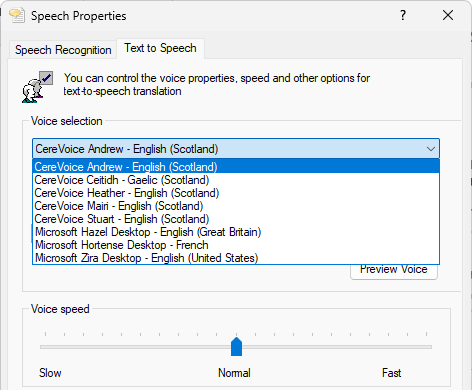 Speech Properties
?
Speech Recognition
Text to Speech
You can control the voice properties, speed and other options for
text-to-speech translation
Voice selection
CereVoice Andrew - English (Scotland)
CereVoice Andrew - English (Scotland)
CereVoice Ceitidh - Gaelic (Scotland)
CereVoice Heather - English (Scotland)
CereVoice Mairi - English (Scotland)
CereVoice Stuart - English (Scotland)
Microsoft Hazel Desktop - English (Great Britain)
Microsoft Hortense Desktop - French
Microsoft Zira Desktop - English (United States)
Preview Voice
Voice speed
Slow
Normal
Fast